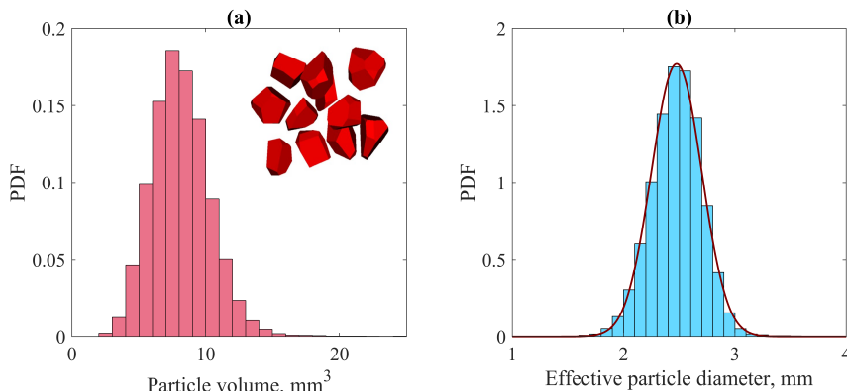 (a)
0.2
0.15
0.1
0.05
0
PDF
0
10
20
Particle volume, mm3
(b)
2
1.5
1
0.5
0
PDF
1
2
3
4
Effective particle diameter, mm